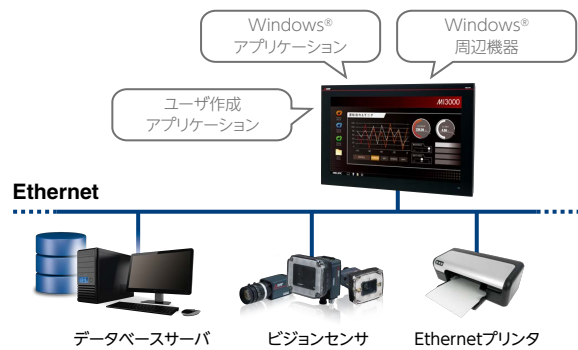 Windows®
アプリケーション
Windows®
周辺機器
ユーザ作成
アプリケーション
MI3000
Ethernet
データベースサーバ
ビジョンセンサ
Ethernetプリンタ